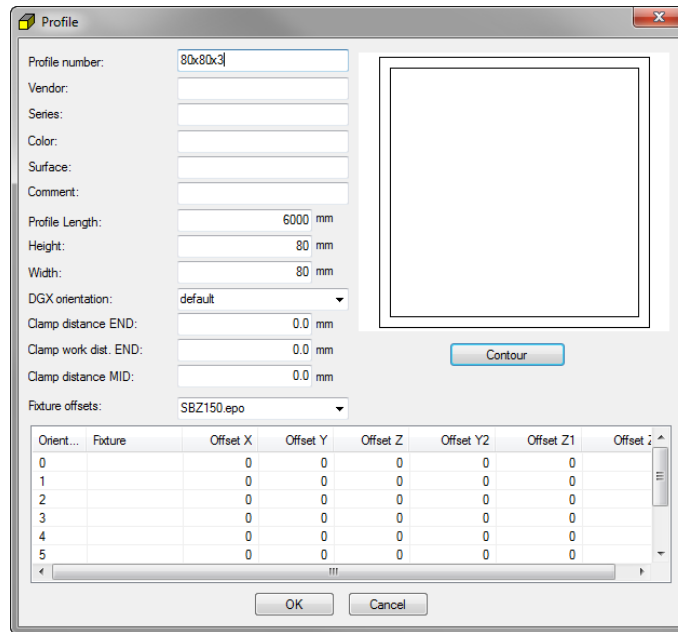 Profile
Profile number: 80x80x3
Vendor:
Series:
Color:
Surface:
Comment:
Profile Length: 6000 mm
Height: 80 mm
Width: 80 mm
DGX orientation: default
Clamp distance END: 0.0 mm
Clamp work dist. END: 0.0 mm
Contour
Clamp distance MID: 0.0 mm
Fixture offsets: SBZ150.epo
Orient... Fixture Offset X Offset Y Offset Z Offset Y2 Offset Z1 Offset
0 0 0 0 0 0
1 0 0 0 0 0
2 0 0 0 0 0
3 0 0 0 0 0
4 0 0 0 0 0
5 0 0 0 0 0
OK Cancel